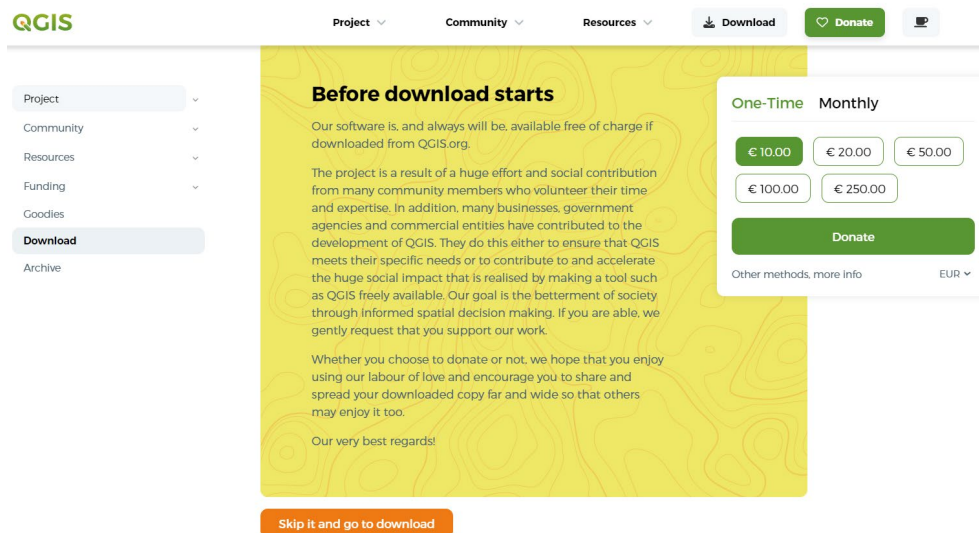 QGIS
Project
Community
Resources
Download
Donate
Project
Community
Resources
Funding
Goodies
Download
Archive
Before download starts
Our software is, and always will be, available free of charge if
downloaded from QGIS.org.
The project is a result of a huge effort and social contribution
from many community members who volunteer their time
and expertise. In addition, many businesses, government
agencies and commercial entities have contributed to the
development of QGIS. They do this either to ensure that QGIS
meets their specific needs or to contribute to and accelerate
the huge social impact that is realised by making a tool such
as QGIS freely available. Our goal is the betterment of society
through informed spatial decision making. If you are able, we
gently request that you support our work.
Whether you choose to donate or not, we hope that you enjoy
using our labour of love and encourage you to share and
spread your downloaded copy far and wide so that others
may enjoy it too.
Our very best regards!
Skip it and go to download
One-Time Monthly
€ 10.00 € 20.00 € 50.00
€ 100.00 € 250.00
Donate
Other methods, more info EUR